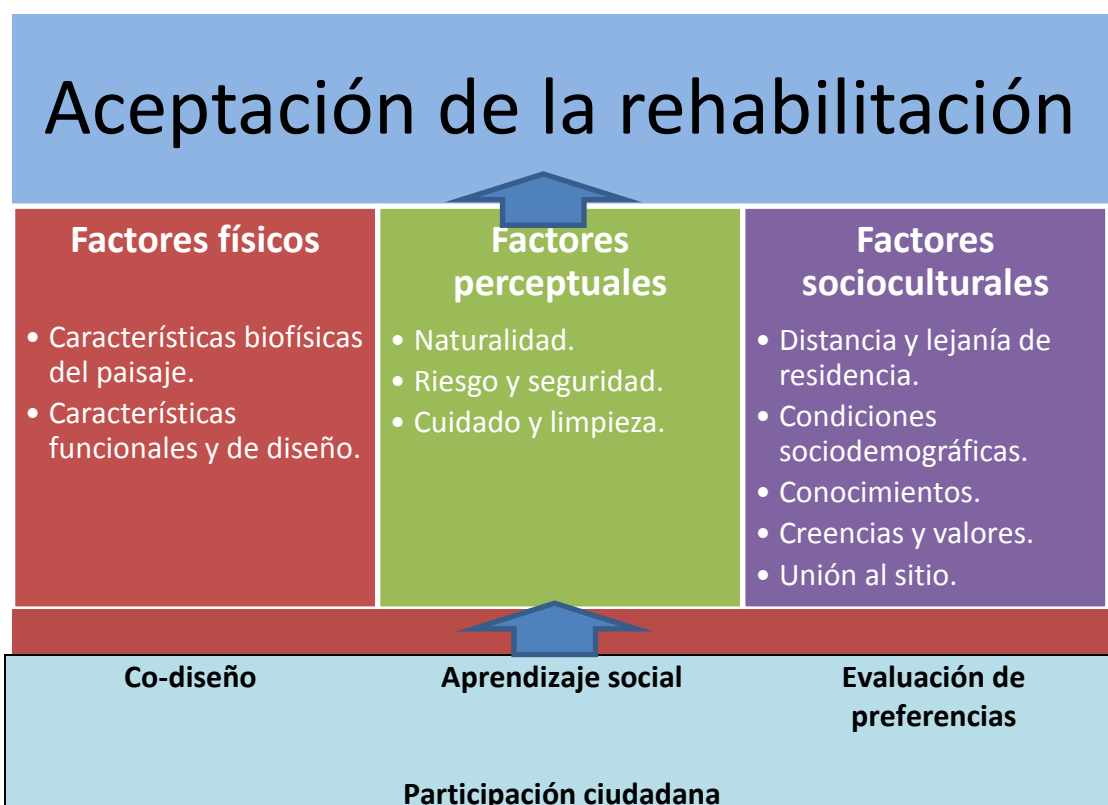 Aceptación de la rehabilitación
Factores físicos
• Características biofísicas
del paisaje.
• Características
funcionales y de diseño.
Factores
perceptuales
• Naturalidad.
• Riesgo y seguridad.
• Cuidado y limpieza.
Factores
socioculturales
• Distancia y lejanía de
residencia.
• Condiciones
sociodemográficas.
• Conocimientos.
• Creencias y valores.
• Unión al sitio.
Co-diseño
Aprendizaje social
Evaluación de
preferencias
Participación ciudadana